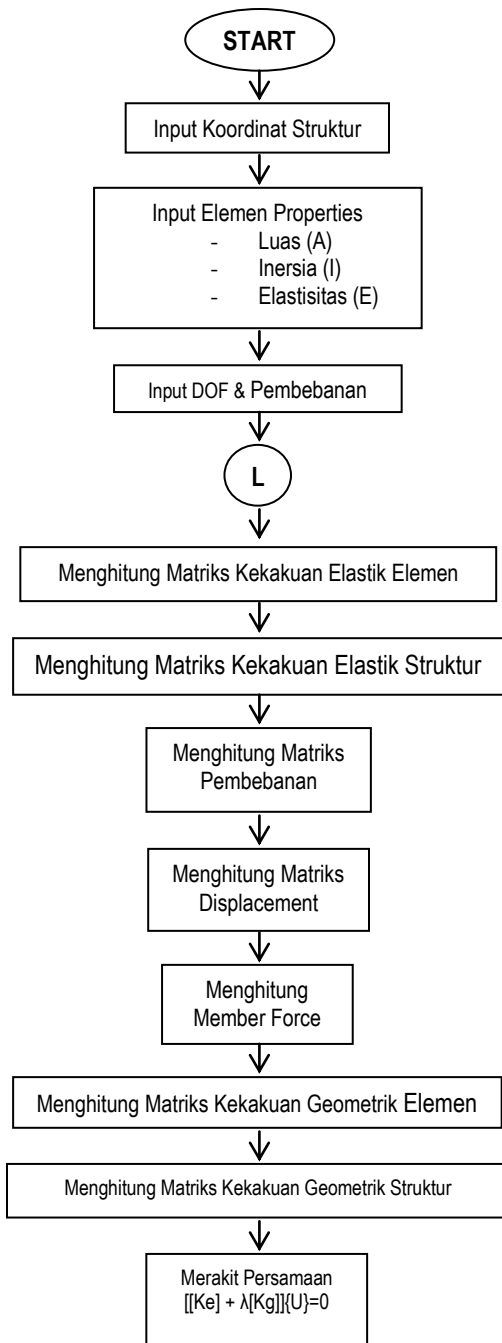 START
Input Koordinat Struktur
Input Elemen Properties
- Luas (A)
- Inersia (I)
- Elastisitas (E)
Input DOF & Pembebanan
L
Menghitung Matriks Kekakuan Elastik Elemen
Menghitung Matriks Kekakuan Elastik Struktur
Menghitung Matriks
Pembebanan
Menghitung Matriks
Displacement
Menghitung
Member Force
Menghitung Matriks Kekakuan Geometrik Elemen
Menghitung Matriks Kekakuan Geometrik Struktur
Merakit Persamaan
[[Ke] + λ[Kg]]{U}=0